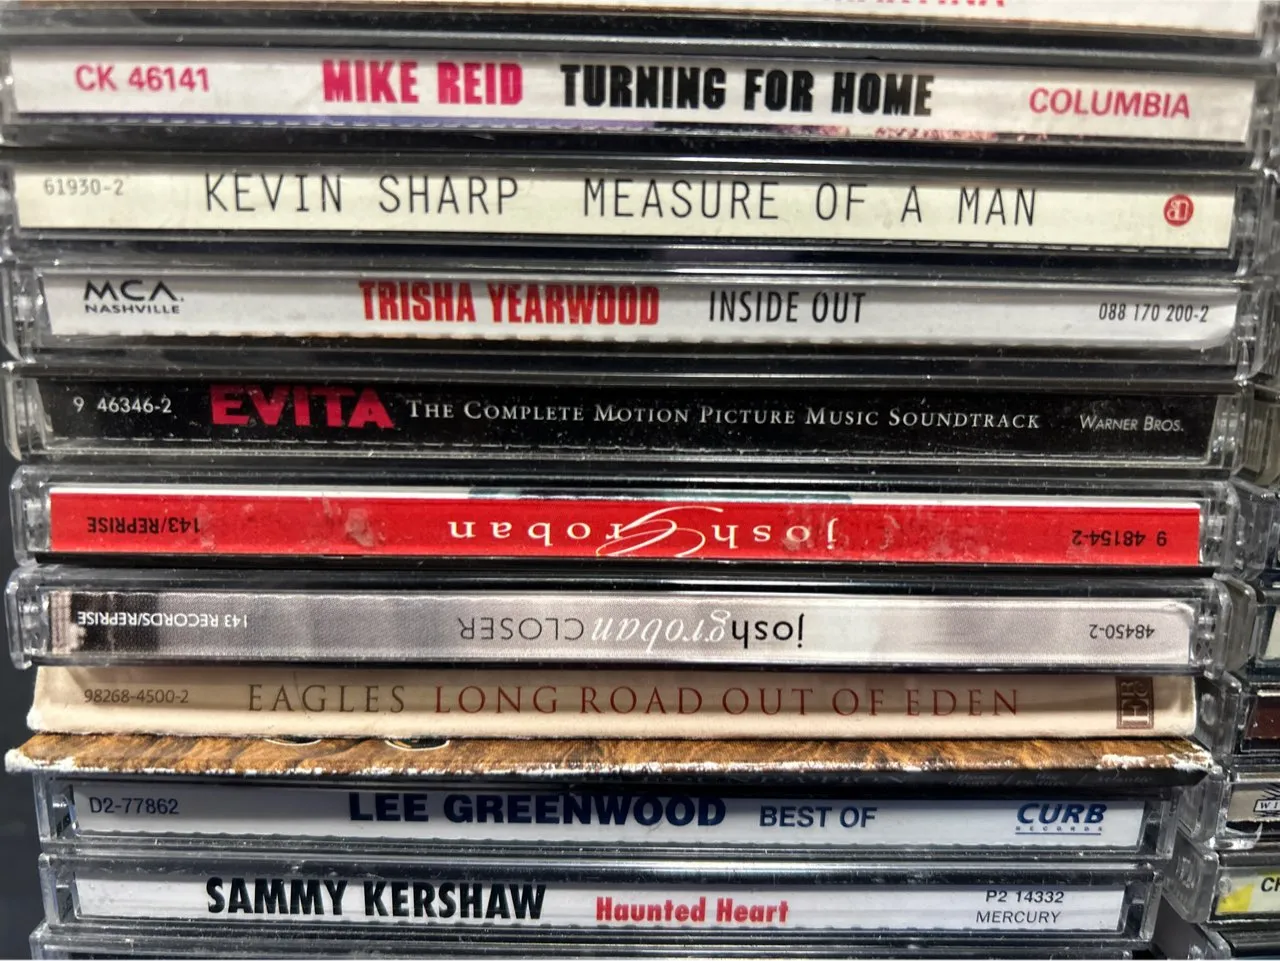 CK 46141 MIKE REID TURNING FOR HOME COLUMBIA
61930-2 KEVIN SHARP MEASURE OF A MAN
MCA NASHVILLE TRISHA YEARWOOD INSIDE OUT 088 170 200-2
9 46346-2 EVITA THE COMPLETE MOTION PICTURE MUSIC SOUNDTRACK WARNER BROS.
9 48154-2 josh Groban 143/REPRISE
48450-2 joshgroban CLOSER 143 RECORDS/REPRISE
98268-4500-2 EAGLES LONG ROAD OUT OF EDEN
D2-77862 LEE GREENWOOD BEST OF CURB RECORDS
SAMMY KERSHAW Haunted Heart P2 14332 MERCURY